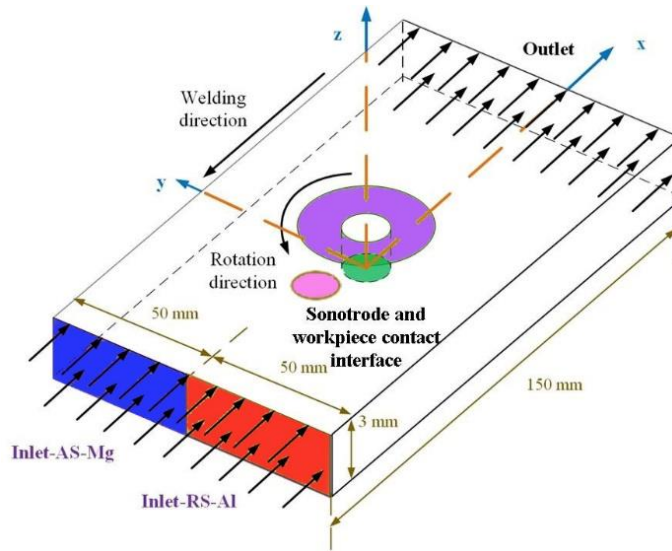 z
Outlet
x
Welding
direction
y
Rotation
direction
50 mm
Sonotrode and
workpiece contact
interface
50 mm
150 mm
3 mm
Inlet-AS-Mg
Inlet-RS-Al